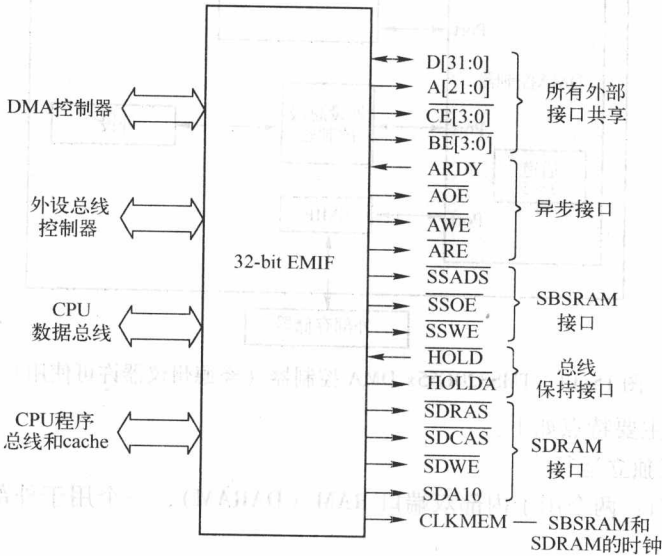 DMA控制器
外设总线
控制器
CPU
数据总线
CPU程序
总线和cache
32-bit EMIF
D[31:0]
A[21:0]
CE[3:0]
BE[3:0]
ARDY
AOE
AWE
ARE
SSADS
SSOE
SSWE
HOLD
HOLDA
SDRAS
SDCAS
SDWE
SDA10
CLKMEM
所有外部
接口共享
异步接口
SBSRAM
接口
总线
保持接口
SDRAM
接口
SBSRAM和
SDRAM的时钟